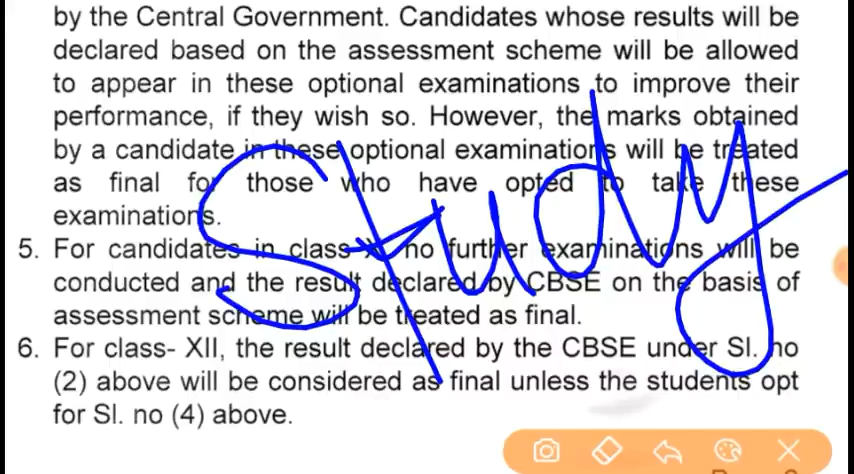 by the Central Government. Candidates whose results will be
declared based on the assessment scheme will be allowed
to appear in these optional examinations to improve their
performance, if they wish so. However, the marks obtained
by a candidate in these optional examinations will be treated
as final for those who have opted to take these
examinations.
5. For candidates in class- X, no further examinations will be
conducted and the result declared by CBSE on the basis of
assessment scheme will be treated as final.
6. For class- XII, the result declared by the CBSE under Sl. no
(2) above will be considered as final unless the students opt
for Sl. no (4) above.
Study